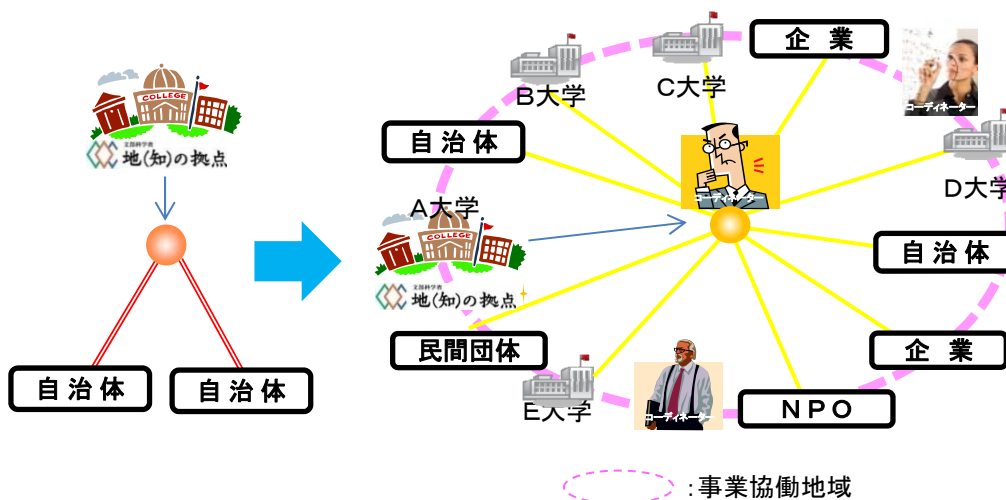 COLLEGE
文部科学省
地(知)の拠点
自治体
自治体
企業
コーディネーター
C大学
B大学
自治体
コーディネーター
D大学
A大学
COLLEGE
自治体
文部科学省
地(知)の拠点
民間団体
企業
E大学
コーディネーター
NPO
:事業協働地域